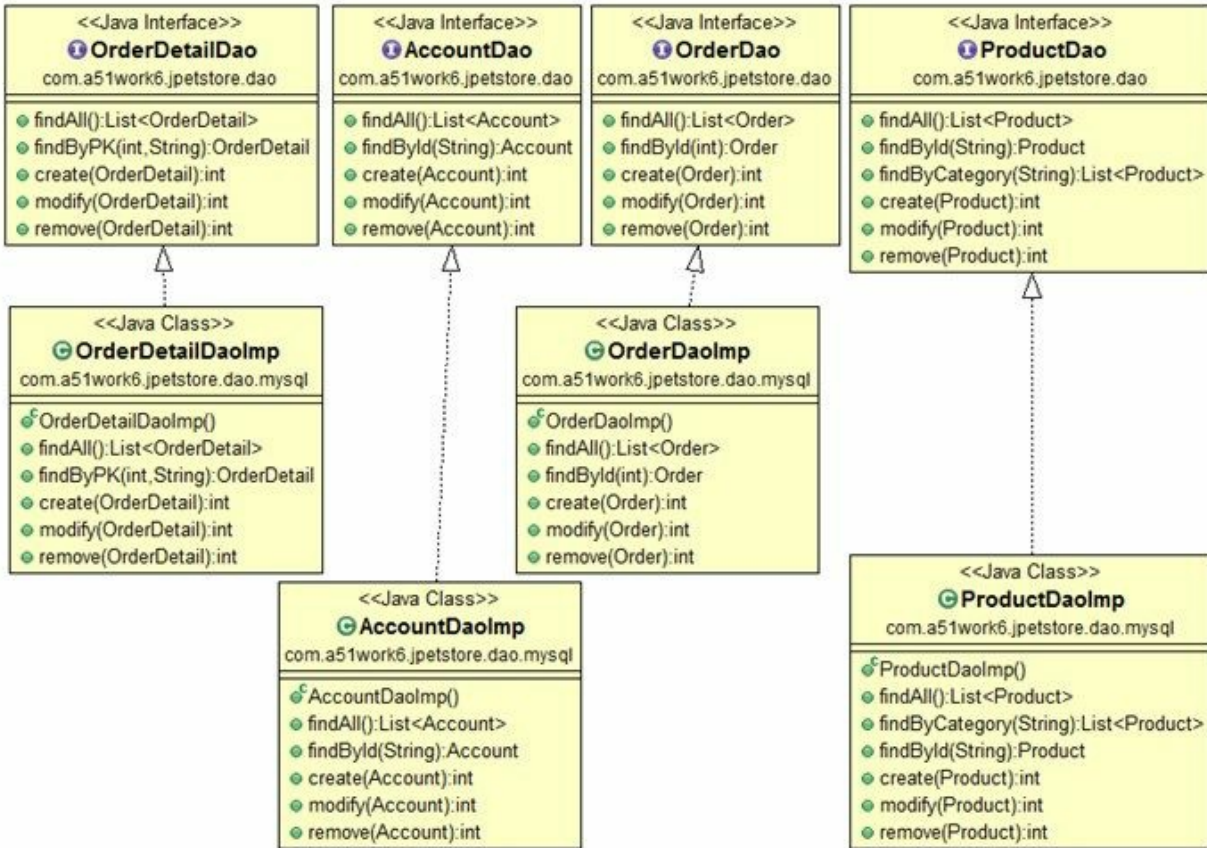 <<Java Interface>>
OrderDetailDao
com.a51work6.jpetstore.dao
findAll():List<OrderDetail>
findByPK(int,String):OrderDetail
create(OrderDetail):int
modify(OrderDetail):int
remove(OrderDetail):int
<<Java Interface>>
AccountDao
com.a51work6.jpetstore.dao
findAll():List<Account>
findById(String):Account
create(Account):int
modify(Account):int
remove(Account):int
<<Java Interface>>
OrderDao
com.a51work6.jpetstore.dao
findAll():List<Order>
findById(int):Order
create(Order):int
modify(Order):int
remove(Order):int
<<Java Interface>>
ProductDao
com.a51work6.jpetstore.dao
findAll():List<Product>
findById(String):Product
findByCategory(String):List<Product>
create(Product):int
modify(Product):int
remove(Product):int
<<Java Class>>
OrderDetailDaoImp
com.a51work6.jpetstore.dao.mysql
OrderDetailDaoImp()
findAll():List<OrderDetail>
findByPK(int,String):OrderDetail
create(OrderDetail):int
modify(OrderDetail):int
remove(OrderDetail):int
<<Java Class>>
OrderDaoImp
com.a51work6.jpetstore.dao.mysql
OrderDaoImp()
findAll():List<Order>
findById(int):Order
create(Order):int
modify(Order):int
remove(Order):int
<<Java Class>>
AccountDaoImp
com.a51work6.jpetstore.dao.mysql
AccountDaoImp()
findAll():List<Account>
findById(String):Account
create(Account):int
modify(Account):int
remove(Account):int
<<Java Class>>
ProductDaoImp
com.a51work6.jpetstore.dao.mysql
ProductDaoImp()
findAll():List<Product>
findByCategory(String):List<Product>
findById(String):Product
create(Product):int
modify(Product):int
remove(Product):int